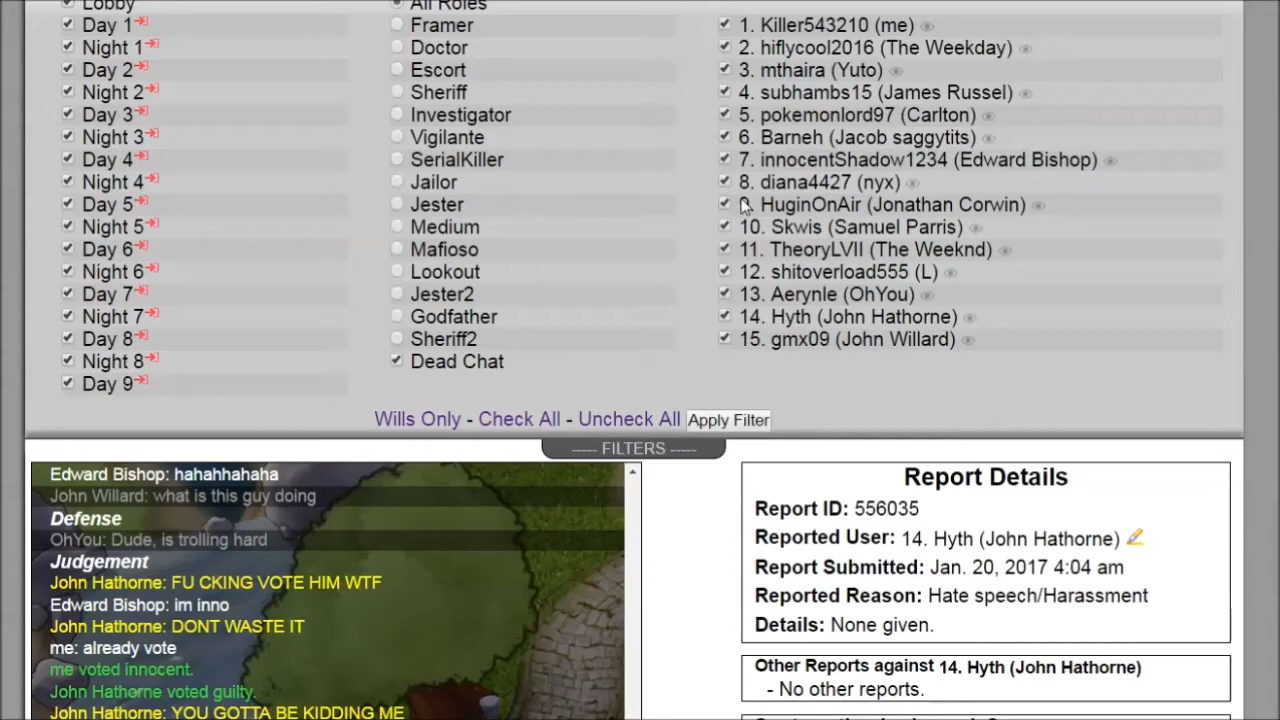 Lobby
Day 1
Night 1
Day 2
Night 2
Day 3
Night 3
Day 4
Night 4
Day 5
Night 5
Day 6
Night 6
Day 7
Night 7
Day 8
Night 8
Day 9
All Roles
Framer
Doctor
Escort
Sheriff
Investigator
Vigilante
SerialKiller
Jailor
Jester
Medium
Mafioso
Lookout
Jester2
Godfather
Sheriff2
Dead Chat
1. Killer543210 (me)
2. hiflycool2016 (The Weekday)
3. mthaira (Yuto)
4. subhambs15 (James Russel)
5. pokemonlord97 (Carlton)
6. Barneh (Jacob saggytits)
7. innocentShadow1234 (Edward Bishop)
8. diana4427 (nyx)
9. HuginOnAir (Jonathan Corwin)
10. Skwis (Samuel Parris)
11. TheoryLVII (The Weeknd)
12. shitoverload555 (L)
13. Aerynle (OhYou)
14. Hyth (John Hathorne)
15. gmx09 (John Willard)
Wills Only - Check All - Uncheck All Apply Filter
----- FILTERS -----
Edward Bishop: hahahhahaha
John Willard: what is this guy doing
Defense
OhYou: Dude, is trolling hard
Judgement
John Hathorne: FU CKING VOTE HIM WTF
Edward Bishop: im inno
John Hathorne: DONT WASTE IT
me: already vote
me voted innocent.
John Hathorne voted guilty.
John Hathorne: YOU GOTTA BE KIDDING ME
Report Details
Report ID: 556035
Reported User: 14. Hyth (John Hathorne)
Report Submitted: Jan. 20, 2017 4:04 am
Reported Reason: Hate speech/Harassment
Details: None given.
Other Reports against 14. Hyth (John Hathorne)
- No other reports.